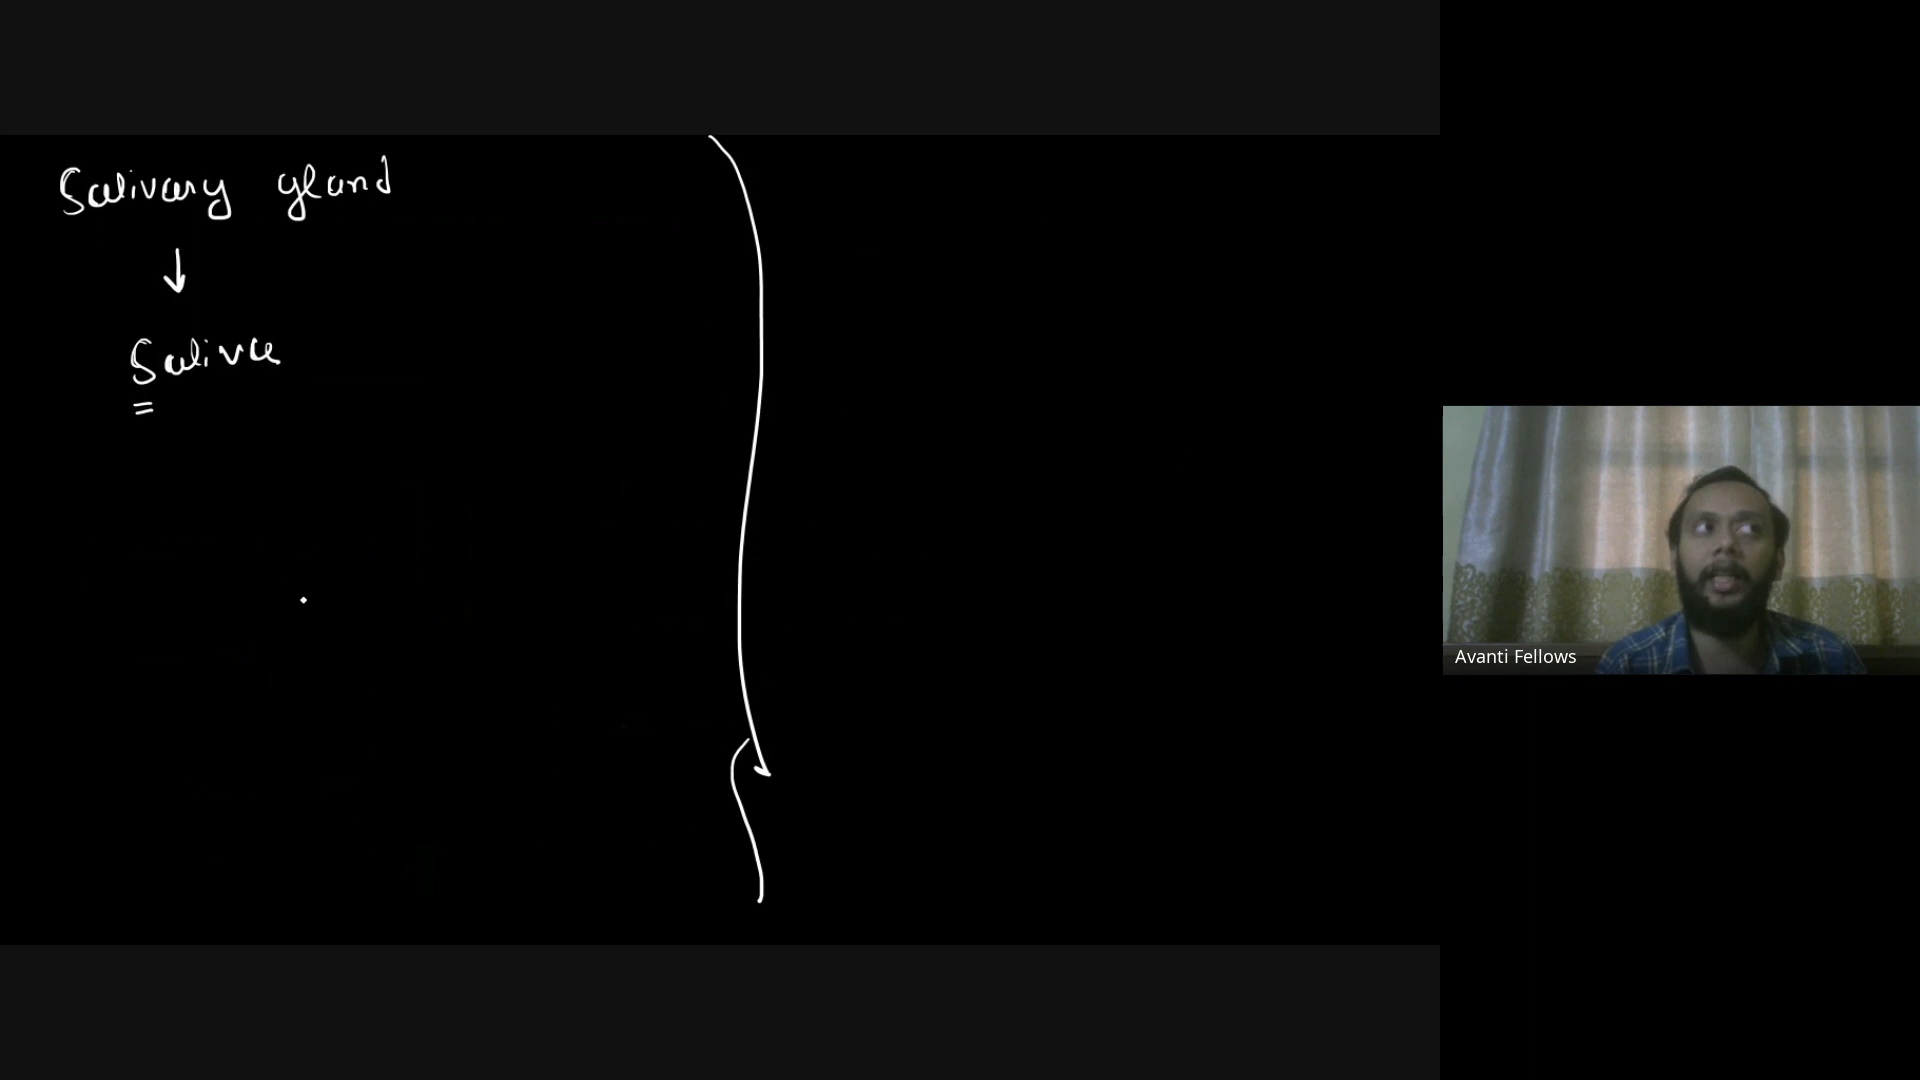 Salivary gland
↓
Saliva
=
Avanti Fellows